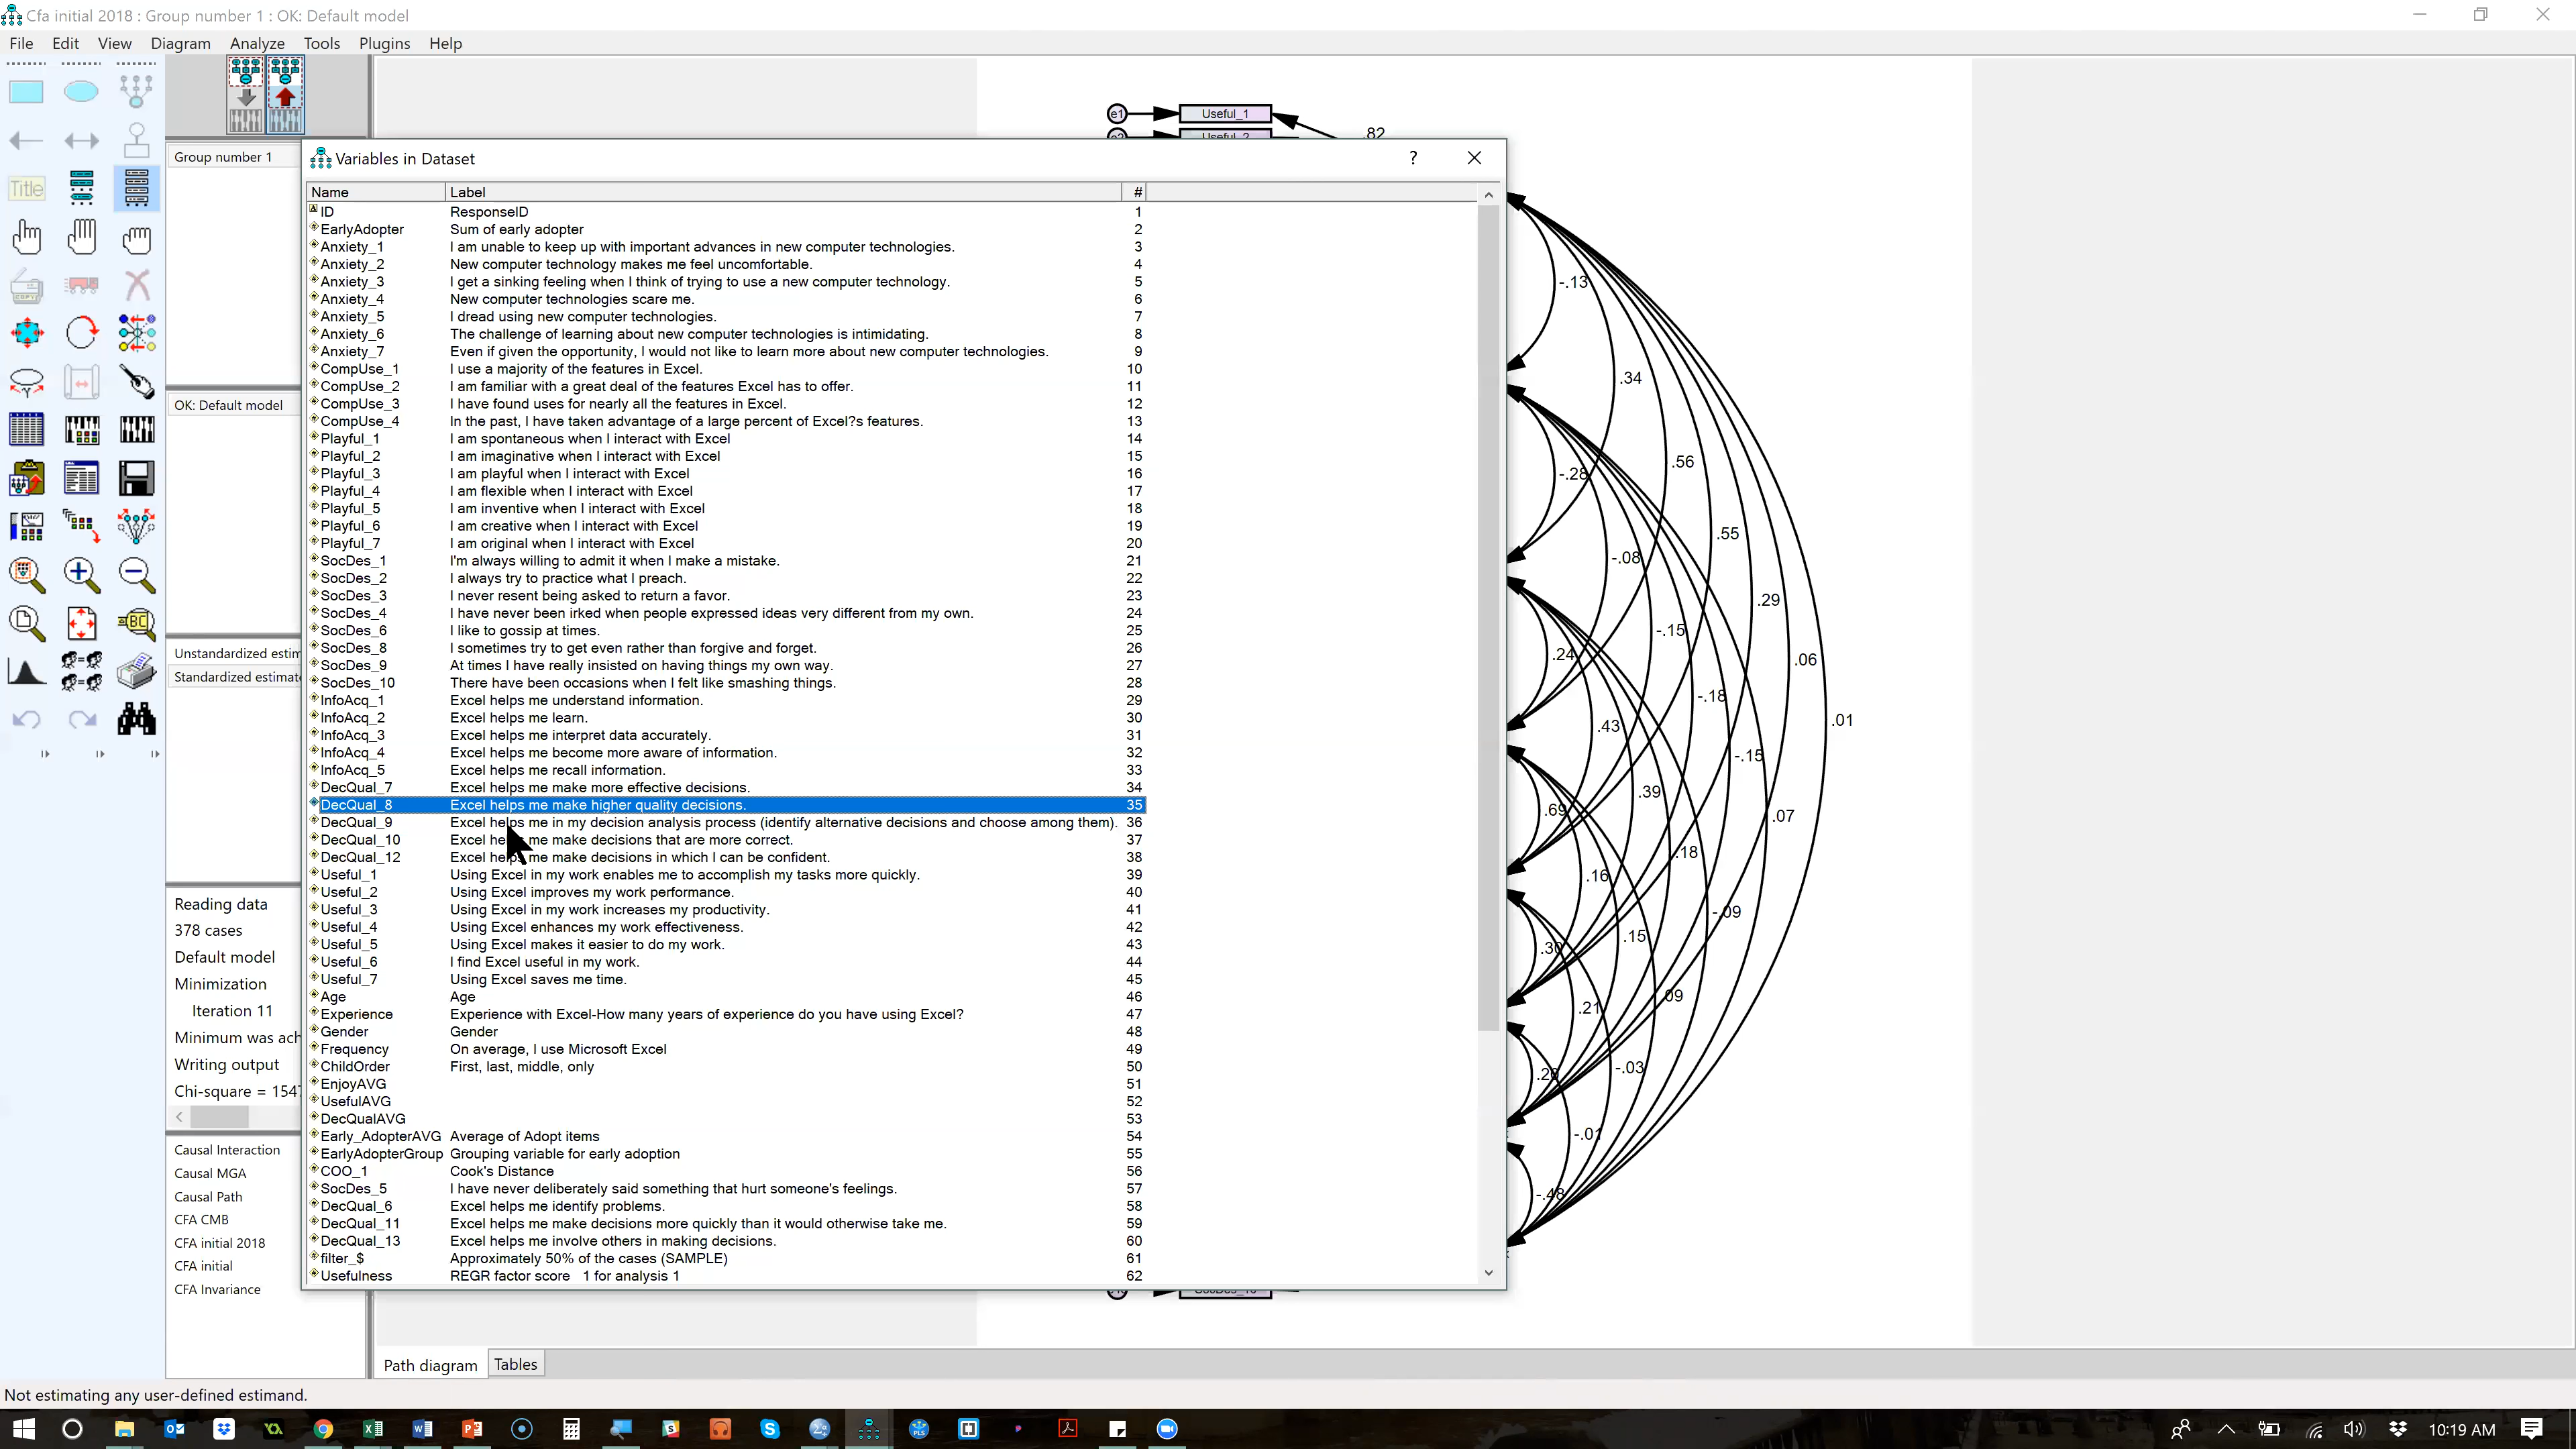 Cfa initial 2018 : Group number 1 : OK: Default model
File Edit View Diagram Analyze Tools Plugins Help
Title
Group number 1
OK: Default model
Unstandardized estim
Standardized estimate
Reading data
378 cases
Default model
Minimization
Iteration 11
Minimum was ach
Writing output
Chi-square = 1547
Causal Interaction
Causal MGA
Causal Path
CFA CMB
CFA initial 2018
CFA initial
CFA Invariance
e1 Useful_1
Useful_2
.82
Variables in Dataset
Name Label #
ID ResponseID 1
EarlyAdopter Sum of early adopter 2
Anxiety_1 I am unable to keep up with important advances in new computer technologies. 3
Anxiety_2 New computer technology makes me feel uncomfortable. 4
Anxiety_3 I get a sinking feeling when I think of trying to use a new computer technology. 5
Anxiety_4 New computer technologies scare me. 6
Anxiety_5 I dread using new computer technologies. 7
Anxiety_6 The challenge of learning about new computer technologies is intimidating. 8
Anxiety_7 Even if given the opportunity, I would not like to learn more about new computer technologies. 9
CompUse_1 I use a majority of the features in Excel. 10
CompUse_2 I am familiar with a great deal of the features Excel has to offer. 11
CompUse_3 I have found uses for nearly all the features in Excel. 12
CompUse_4 In the past, I have taken advantage of a large percent of Excel?s features. 13
Playful_1 I am spontaneous when I interact with Excel 14
Playful_2 I am imaginative when I interact with Excel 15
Playful_3 I am playful when I interact with Excel 16
Playful_4 I am flexible when I interact with Excel 17
Playful_5 I am inventive when I interact with Excel 18
Playful_6 I am creative when I interact with Excel 19
Playful_7 I am original when I interact with Excel 20
SocDes_1 I'm always willing to admit it when I make a mistake. 21
SocDes_2 I always try to practice what I preach. 22
SocDes_3 I never resent being asked to return a favor. 23
SocDes_4 I have never been irked when people expressed ideas very different from my own. 24
SocDes_6 I like to gossip at times. 25
SocDes_8 I sometimes try to get even rather than forgive and forget. 26
SocDes_9 At times I have really insisted on having things my own way. 27
SocDes_10 There have been occasions when I felt like smashing things. 28
InfoAcq_1 Excel helps me understand information. 29
InfoAcq_2 Excel helps me learn. 30
InfoAcq_3 Excel helps me interpret data accurately. 31
InfoAcq_4 Excel helps me become more aware of information. 32
InfoAcq_5 Excel helps me recall information. 33
DecQual_7 Excel helps me make more effective decisions. 34
DecQual_8 Excel helps me make higher quality decisions. 35
DecQual_9 Excel helps me in my decision analysis process (identify alternative decisions and choose among them). 36
DecQual_10 Excel helps me make decisions that are more correct. 37
DecQual_12 Excel helps me make decisions in which I can be confident. 38
Useful_1 Using Excel in my work enables me to accomplish my tasks more quickly. 39
Useful_2 Using Excel improves my work performance. 40
Useful_3 Using Excel in my work increases my productivity. 41
Useful_4 Using Excel enhances my work effectiveness. 42
Useful_5 Using Excel makes it easier to do my work. 43
Useful_6 I find Excel useful in my work. 44
Useful_7 Using Excel saves me time. 45
Age Age 46
Experience Experience with Excel-How many years of experience do you have using Excel? 47
Gender Gender 48
Frequency On average, I use Microsoft Excel 49
ChildOrder First, last, middle, only 50
EnjoyAVG 51
UsefulAVG 52
DecQualAVG 53
Early_AdopterAVG Average of Adopt items 54
EarlyAdopterGroup Grouping variable for early adoption 55
COO_1 Cook's Distance 56
SocDes_5 I have never deliberately said something that hurt someone's feelings. 57
DecQual_6 Excel helps me identify problems. 58
DecQual_11 Excel helps me make decisions more quickly than it would otherwise take me. 59
DecQual_13 Excel helps me involve others in making decisions. 60
filter_$ Approximately 50% of the cases (SAMPLE) 61
Usefulness REGR factor score 1 for analysis 1 62
-.13
.34
.56
-.28
.55
-.08
.29
-.15
.24
.06
-.18
.01
.43
-.15
.39
.69
.07
.18
.16
-.09
.15
.30
.09
.21
-.03
.20
-.01
-.48
Path diagram Tables
Not estimating any user-defined estimand.
10:19 AM